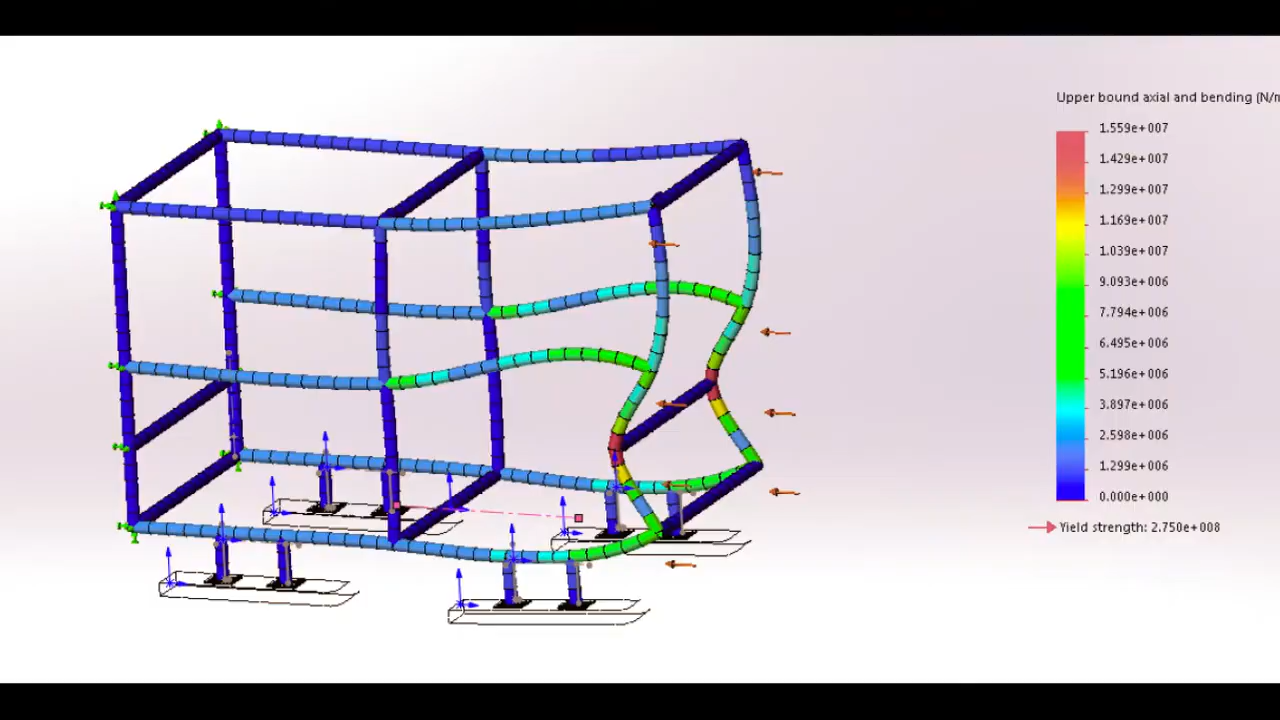 Upper bound axial and bending (N/m
1.559e+007
1.429e+007
1.299e+007
1.169e+007
1.039e+007
9.093e+006
7.794e+006
6.495e+006
5.196e+006
3.897e+006
2.598e+006
1.299e+006
0.000e+000
Yield strength: 2.750e+008